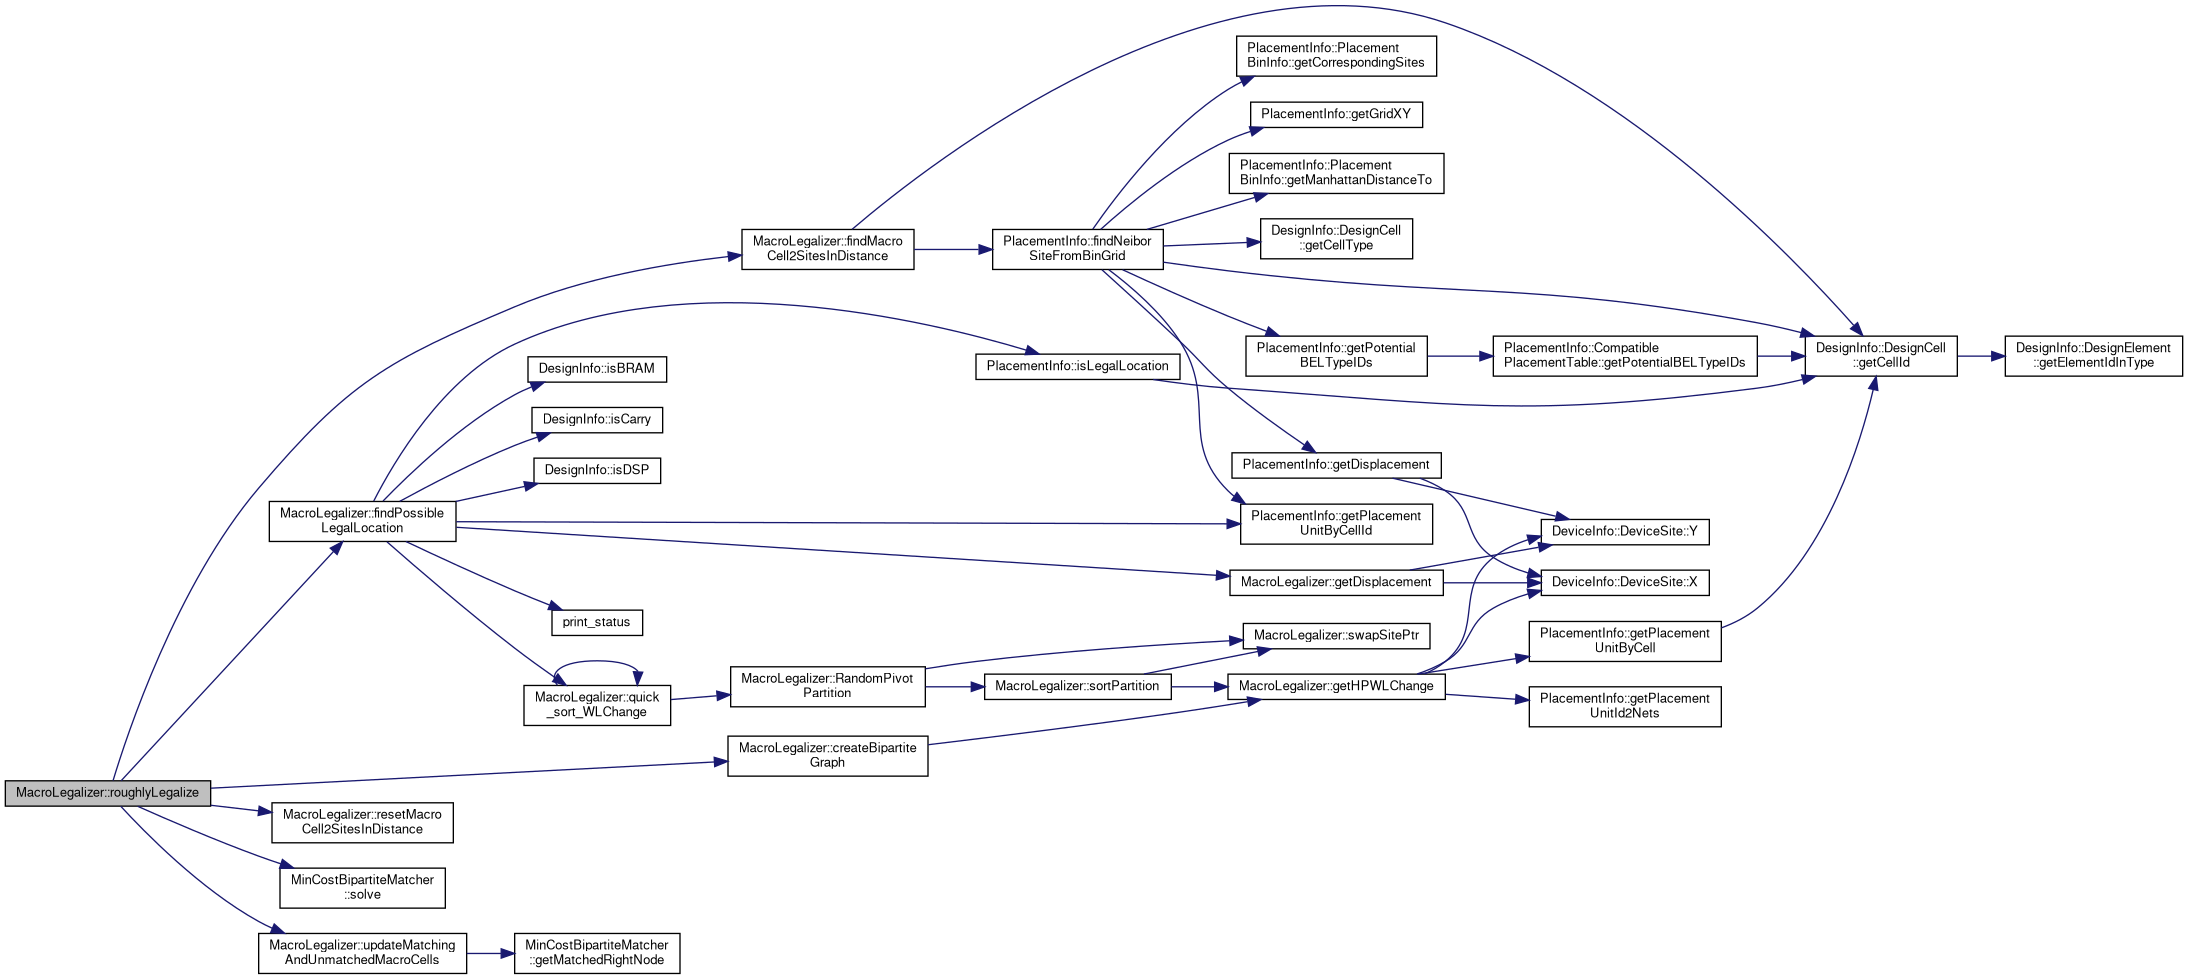 PlacementInfo::Placement
BinInfo::getCorrespondingSites
PlacementInfo::getGridXY
PlacementInfo::Placement
BinInfo::getManhattanDistanceTo
MacroLegalizer::findMacro
Cell2SitesInDistance
PlacementInfo::findNeibor
SiteFromBinGrid
DesignInfo::DesignCell
::getCellType
PlacementInfo::isLegalLocation
PlacementInfo::getPotential
BELTypeIDs
PlacementInfo::Compatible
PlacementTable::getPotentialBELTypeIDs
DesignInfo::DesignCell
::getCellId
DesignInfo::DesignElement
::getElementIdInType
DesignInfo::isBRAM
DesignInfo::isCarry
DesignInfo::isDSP
PlacementInfo::getDisplacement
MacroLegalizer::findPossible
LegalLocation
PlacementInfo::getPlacement
UnitByCellId
DeviceInfo::DeviceSite::Y
MacroLegalizer::getDisplacement
DeviceInfo::DeviceSite::X
print_status
MacroLegalizer::swapSitePtr
PlacementInfo::getPlacement
UnitByCell
MacroLegalizer::quick
_sort_WLChange
MacroLegalizer::RandomPivot
Partition
MacroLegalizer::sortPartition
MacroLegalizer::getHPWLChange
PlacementInfo::getPlacement
UnitId2Nets
MacroLegalizer::createBipartite
Graph
MacroLegalizer::roughlyLegalize
MacroLegalizer::resetMacro
Cell2SitesInDistance
MinCostBipartiteMatcher
::solve
MacroLegalizer::updateMatching
AndUnmatchedMacroCells
MinCostBipartiteMatcher
::getMatchedRightNode